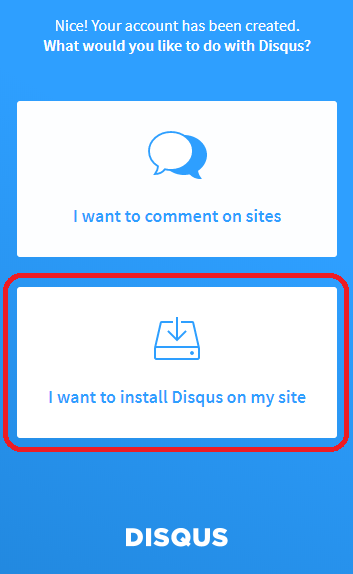 Nice! Your account has been created.
What would you like to do with Disqus?
I want to comment on sites
I want to install Disqus on my site
DISQUS